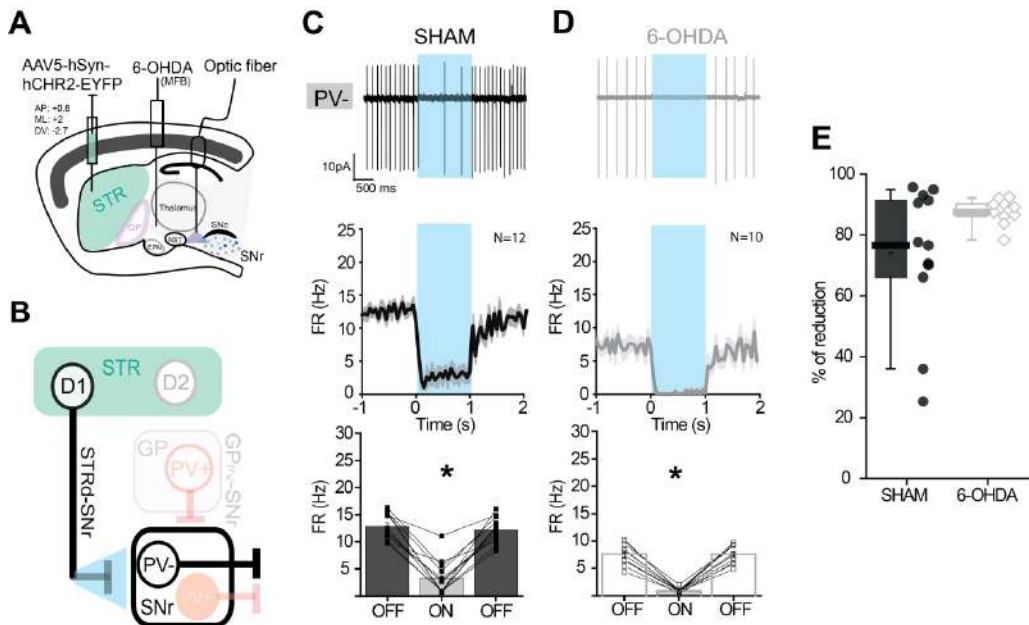 A
AAV5-hSyn-
hCHR2-EYFP
6-OHDA
(MFB)
Optic fiber
AP: +0.8
ML: +2
DV: -2.7
STR
GP
Thalamus
SNc
SNr
B
STR
D1
D2
STRd-SNr
GP
PV+
GPPV+-SNr
PV-
SNr
PV+
C
SHAM
PV-
10pA
500 ms
N=12
FR (Hz)
25
20
15
10
5
0
-1
0
1
2
Time (s)
FR (Hz)
30
25
20
15
10
5
*
OFF
ON
OFF
D
6-OHDA
N=10
FR (Hz)
25
20
15
10
5
0
-1
0
1
2
Time (s)
FR (Hz)
30
25
20
15
10
5
*
OFF
ON
OFF
E
% of reduction
100
80
60
40
20
0
SHAM
6-OHDA